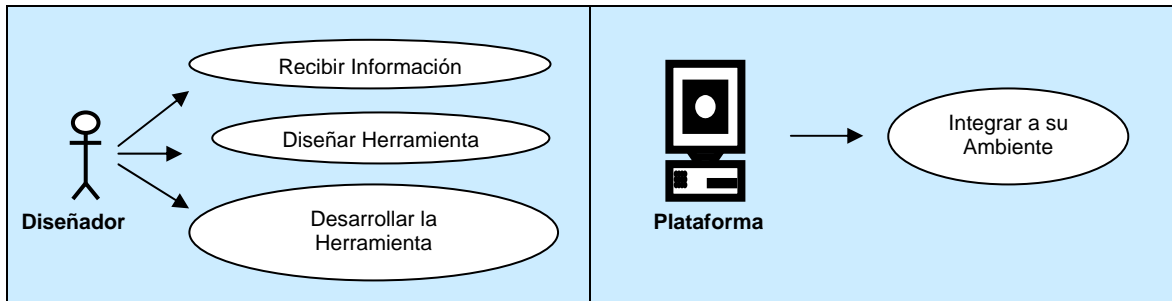 Recibir Información
Diseñar Herramienta
Desarrollar la
Herramienta
Diseñador
Integrar a su
Ambiente
Plataforma